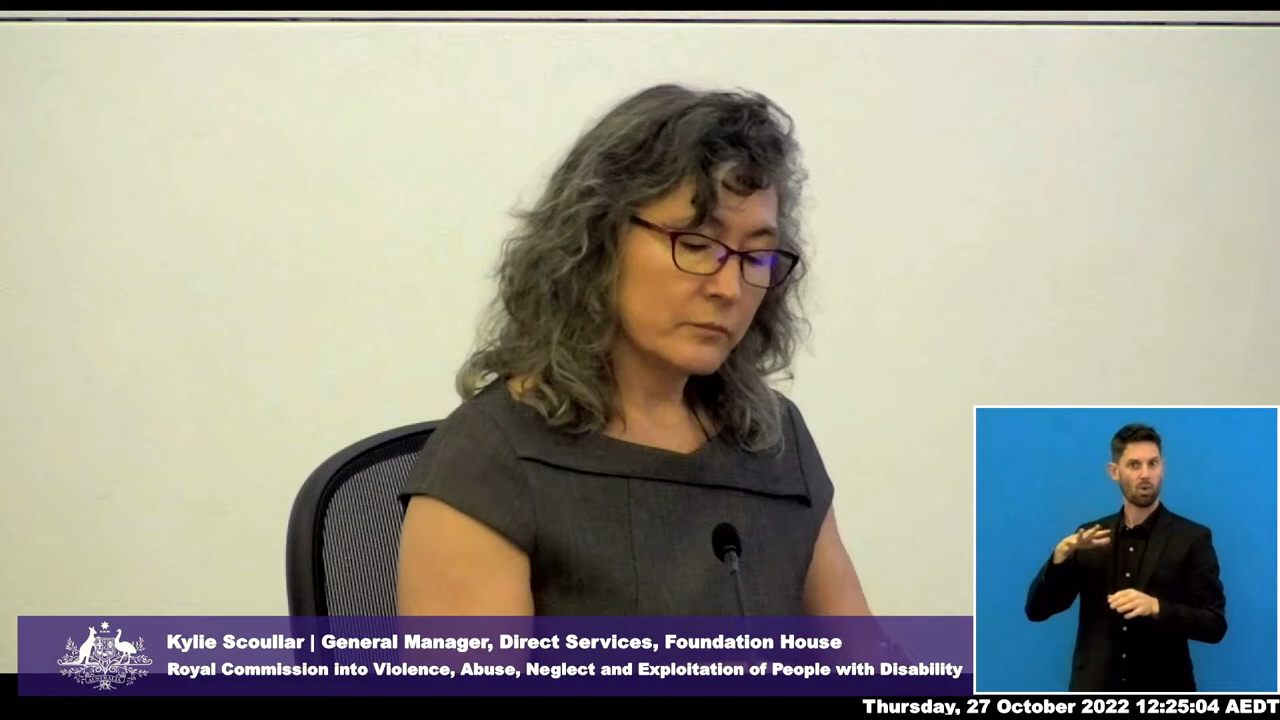 Kylie Scoullar | General Manager, Direct Services, Foundation House
Royal Commission into Violence, Abuse, Neglect and Exploitation of People with Disability
AUSTRALIA
Thursday, 27 October 2022 12:25:04 AEDT